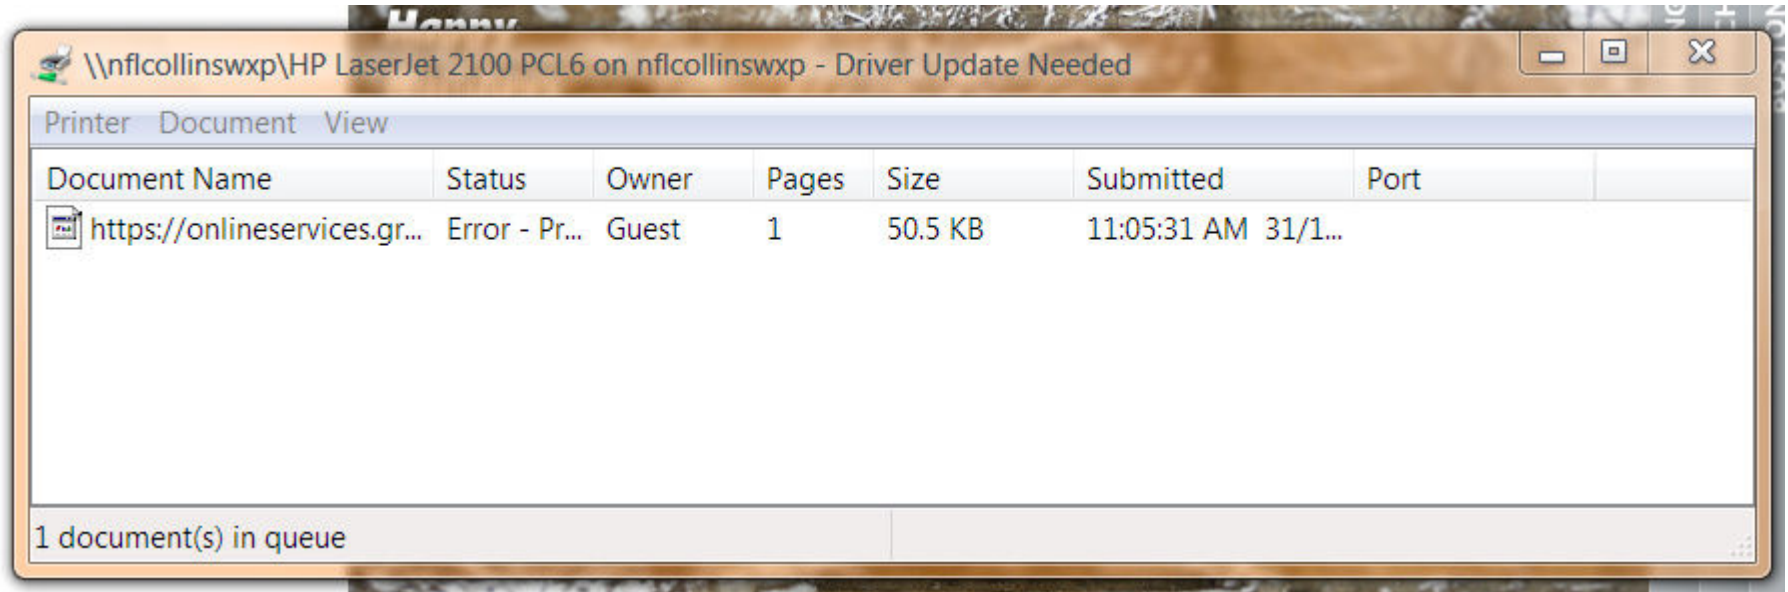 Happy
\\nflcollinswxp\HP LaserJet 2100 PCL6 on nflcollinswxp - Driver Update Needed
Printer Document View
Document Name Status Owner Pages Size Submitted Port
https://onlineservices.gr... Error - Pr... Guest 1 50.5 KB 11:05:31 AM 31/1...
1 document(s) in queue